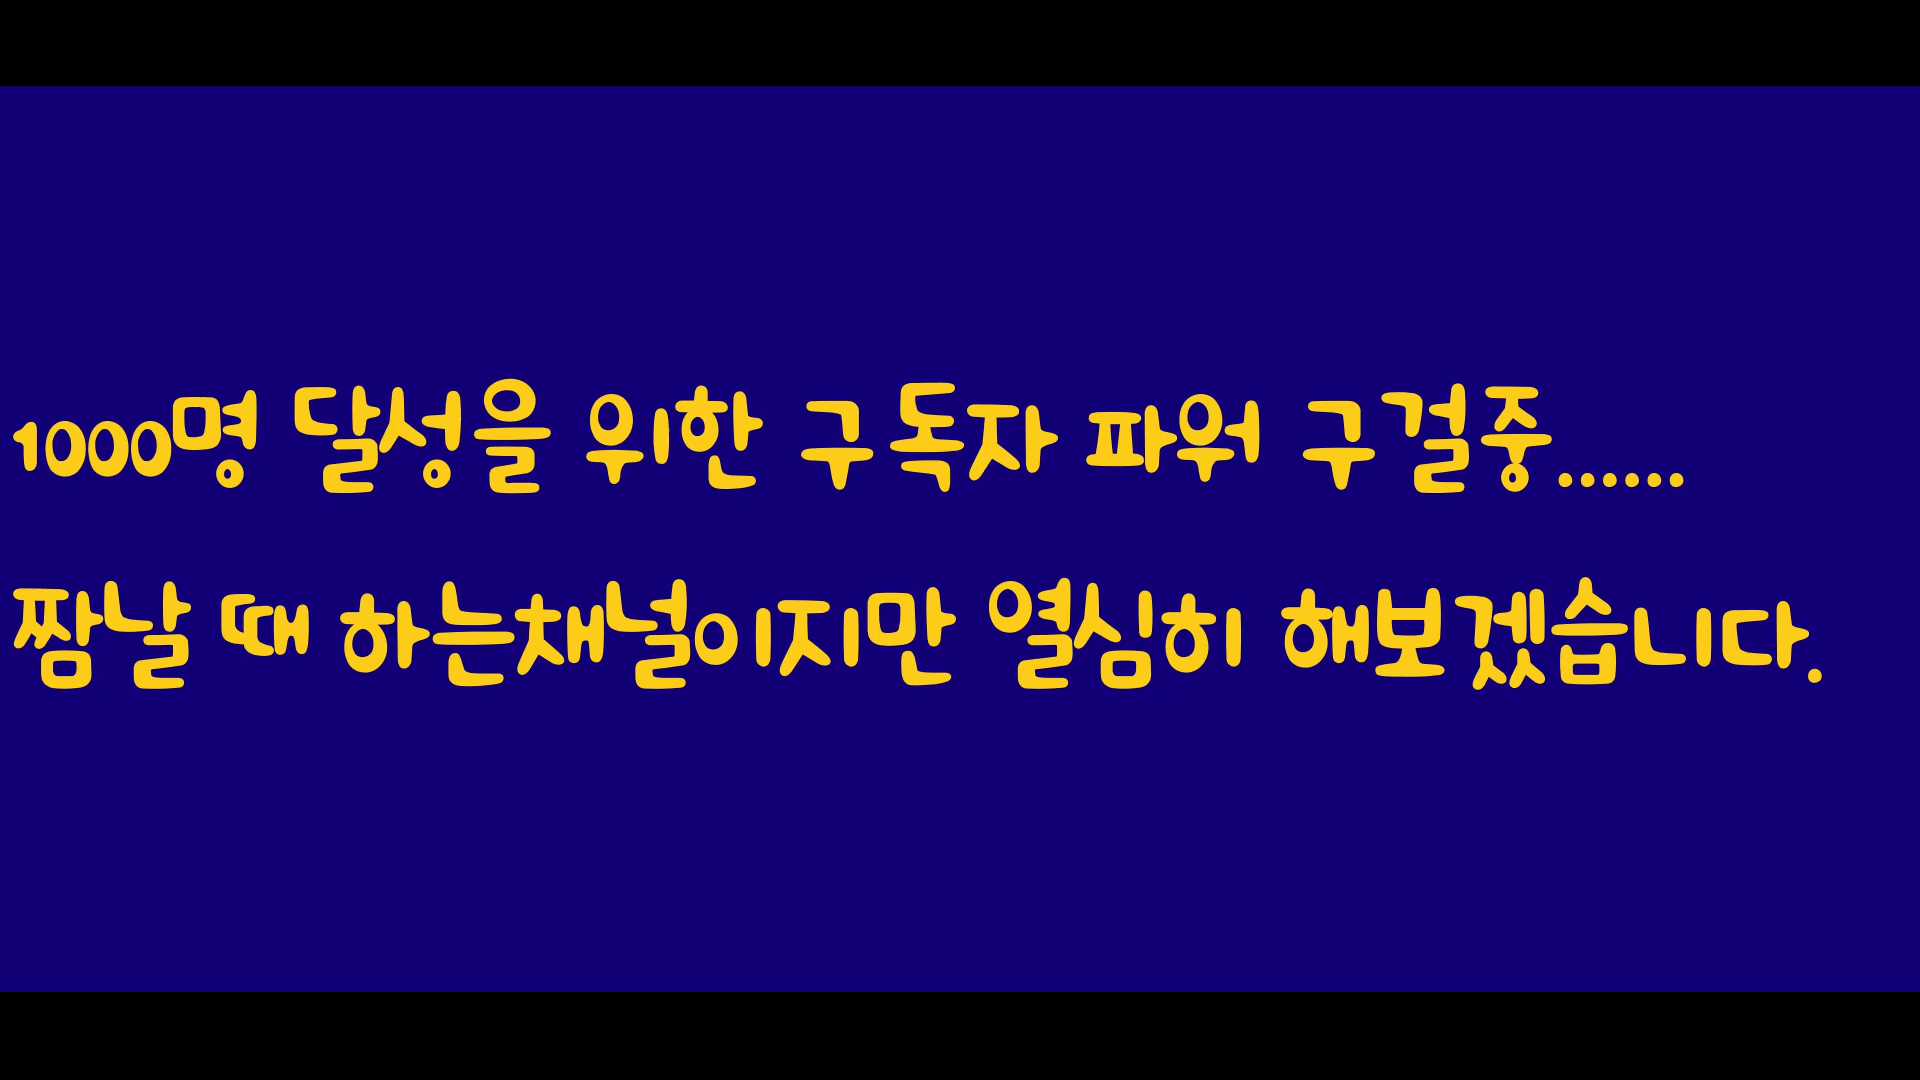 1000명 달성을 위한 구독자 파워 구걸중......
짬날 때 하는채널이지만 열심히 해보겠습니다.